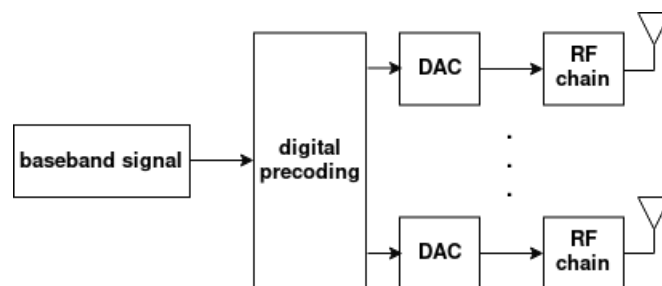 baseband signal
digital
precoding
DAC
RF
chain
DAC
RF
chain